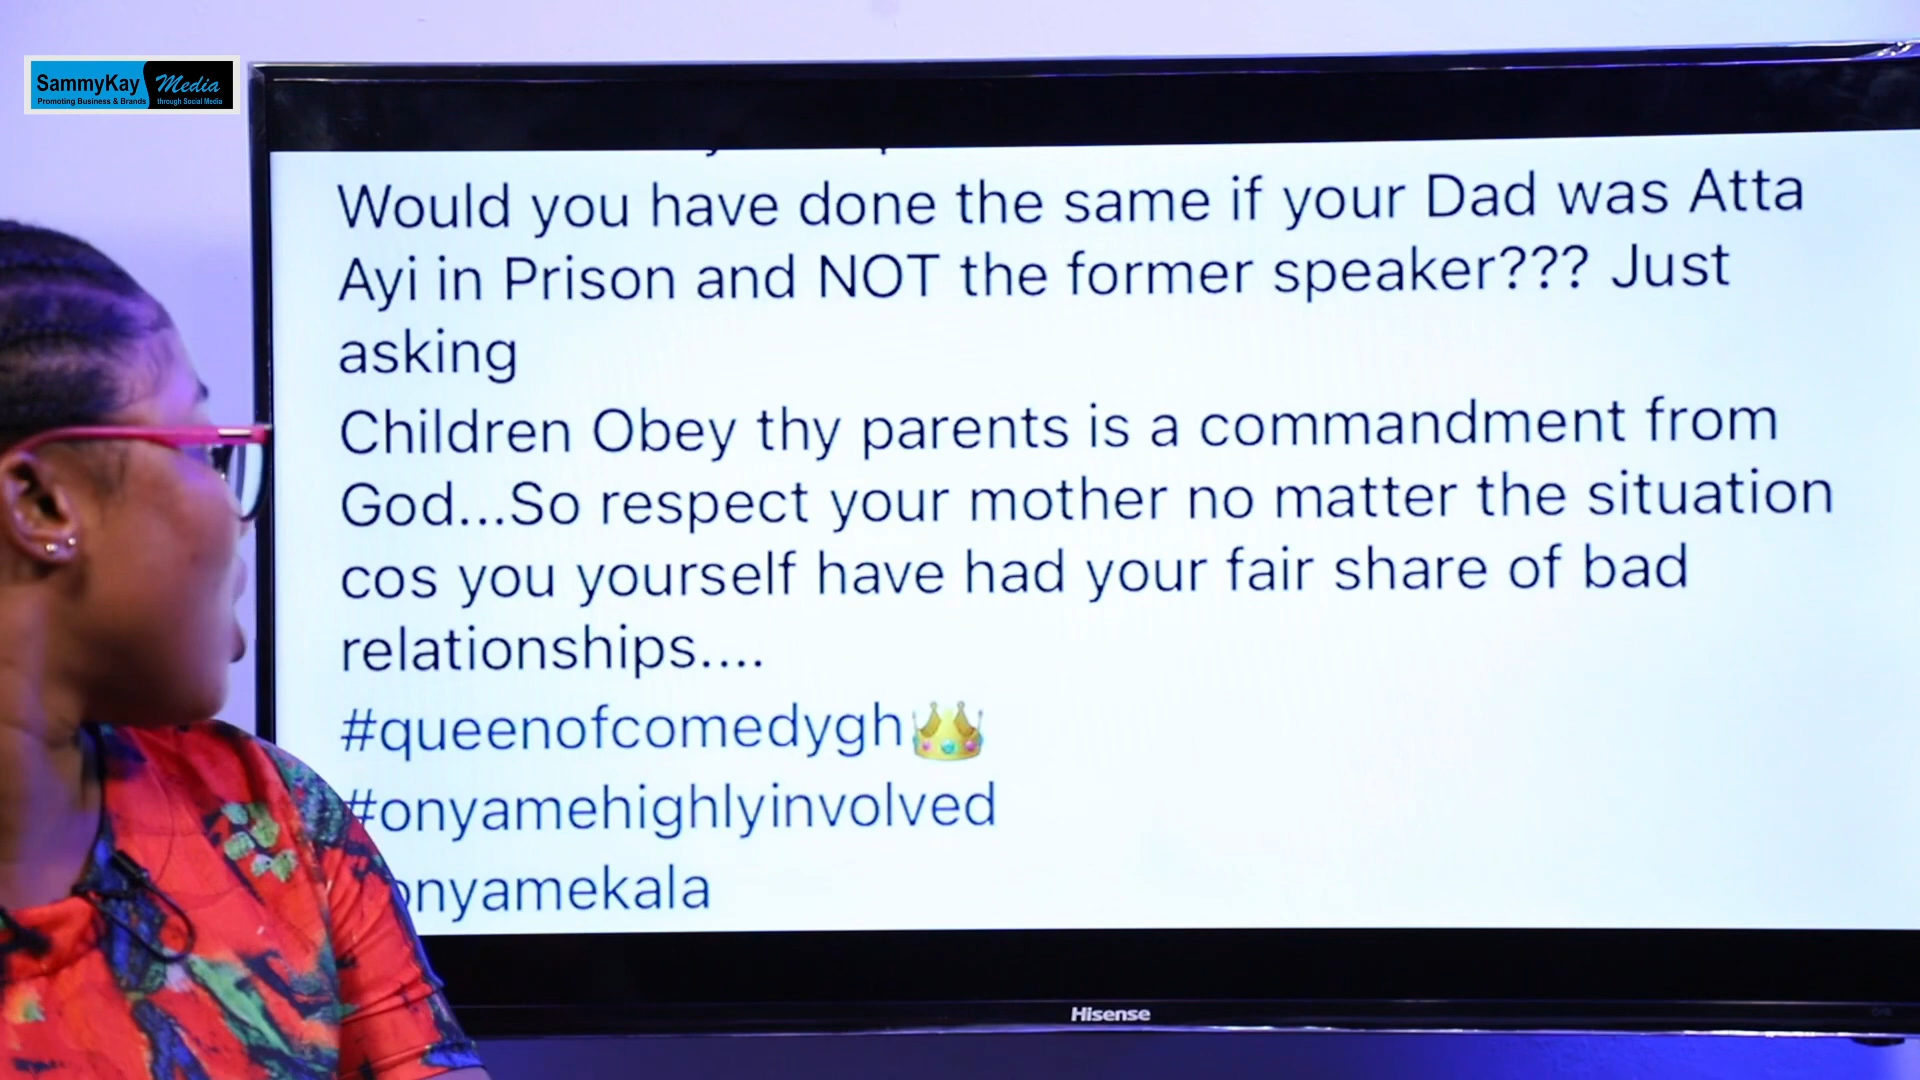 SammyKay Media
Promoting Business & Brands through Social Media
Would you have done the same if your Dad was Atta
Ayi in Prison and NOT the former speaker??? Just
asking
Children Obey thy parents is a commandment from
God...So respect your mother no matter the situation
cos you yourself have had your fair share of bad
relationships....
#queenofcomedygh👑
#onyamehighlyinvolved
onyamekala
Hisense